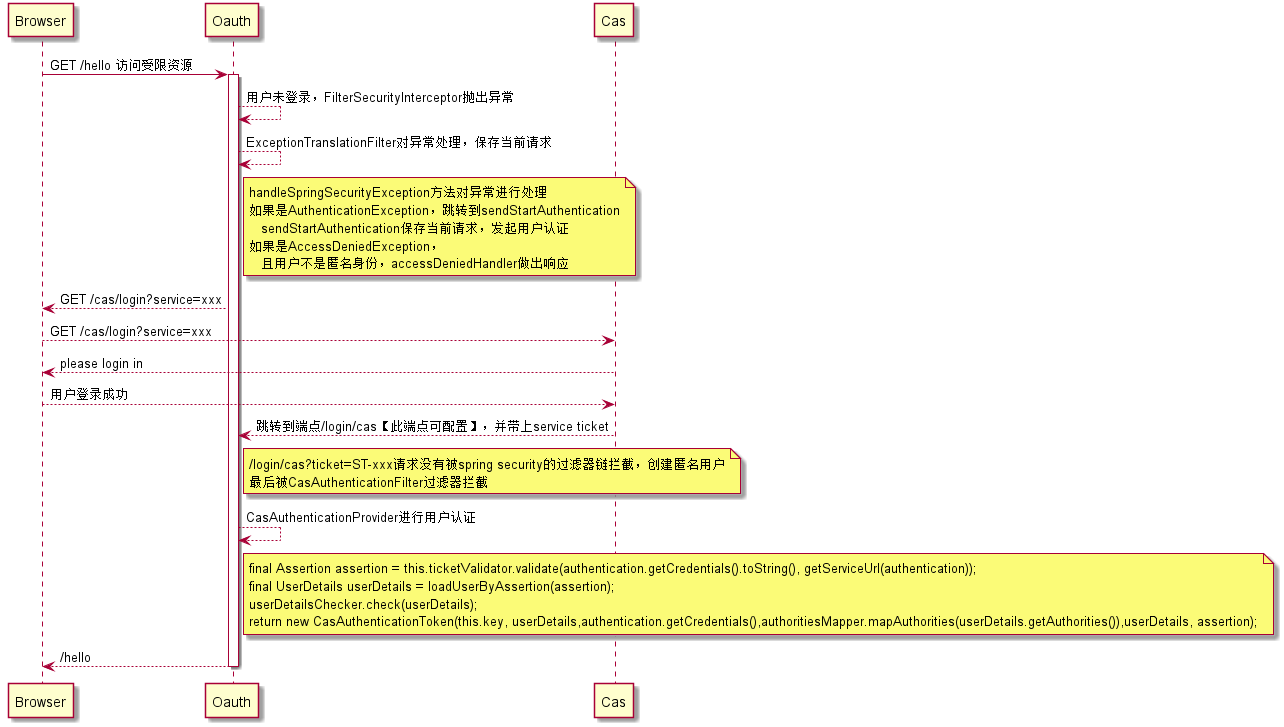 Browser
Oauth
Cas
GET /hello 访问受限资源
用户未登录，FilterSecurityInterceptor抛出异常
ExceptionTranslationFilter对异常处理，保存当前请求
handleSpringSecurityException方法对异常进行处理
如果是AuthenticationException，跳转到sendStartAuthentication
sendStartAuthentication保存当前请求，发起用户认证
如果是AccessDeniedException，
且用户不是匿名身份，accessDeniedHandler做出响应
GET /cas/login?service=xxx
GET /cas/login?service=xxx
please login in
用户登录成功
跳转到端点/login/cas【此端点可配置】，并带上service ticket
/login/cas?ticket=ST-xxx请求没有被spring security的过滤器链拦截，创建匿名用户
最后被CasAuthenticationFilter过滤器拦截
CasAuthenticationProvider进行用户认证
final Assertion assertion = this.ticketValidator.validate(authentication.getCredentials().toString(), getServiceUrl(authentication));
final UserDetails userDetails = loadUserByAssertion(assertion);
userDetailsChecker.check(userDetails);
return new CasAuthenticationToken(this.key, userDetails,authentication.getCredentials(),authoritiesMapper.mapAuthorities(userDetails.getAuthorities()),userDetails, assertion);
/hello
Browser
Oauth
Cas